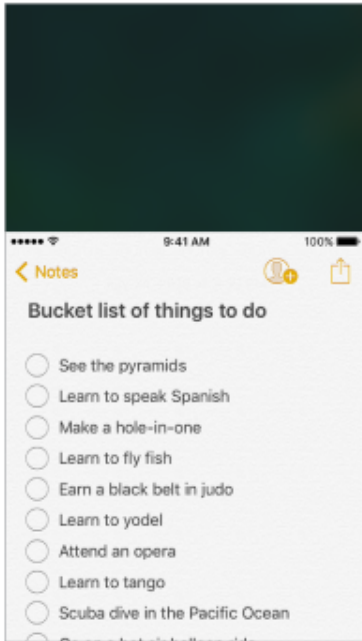 9:41 AM 100%
Notes
Bucket list of things to do
See the pyramids
Learn to speak Spanish
Make a hole-in-one
Learn to fly fish
Earn a black belt in judo
Learn to yodel
Attend an opera
Learn to tango
Scuba dive in the Pacific Ocean